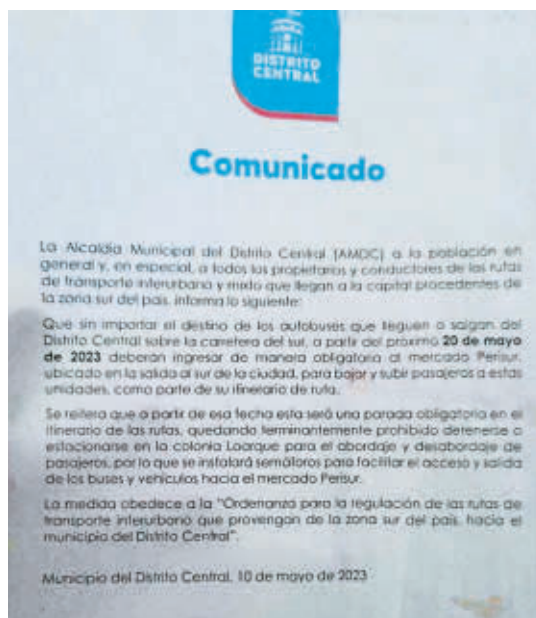 DISTRITO
CENTRAL
Comunicado
La Alcaldía Municipal del Distrito Central (AMDC) a la población en
general y, en especial, a todos los propietarios y conductores de las rutas
de transporte interurbano y mixto que llegan a la capital procedentes de
la zona sur del país, informa lo siguiente:
Que sin importar el destino de los autobuses que lleguen o salgan del
Distrito Central sobre la carretera del sur, a partir del próximo 20 de mayo
de 2023 deberán ingresar de manera obligatoria al mercado Perisur,
ubicado en la salida al sur de la ciudad, para bajar y subir pasajeros a estas
unidades, como parte de su itinerario de ruta.
Se reitera que a partir de esa fecha esta será una parada obligatoria en el
itinerario de las rutas, quedando terminantemente prohibido detenerse o
estacionarse en la colonia Loarque para el abordaje y desabordaje de
pasajeros, por lo que se instalará semáforos para facilitar el acceso y salida
de los buses y vehículos hacia el mercado Perisur.
La medida obedece a la "Ordenanza para la regulación de las rutas de
transporte interurbano que provengan de la zona sur del país, hacia el
municipio del Distrito Central".
Municipio del Distrito Central, 10 de mayo de 2023